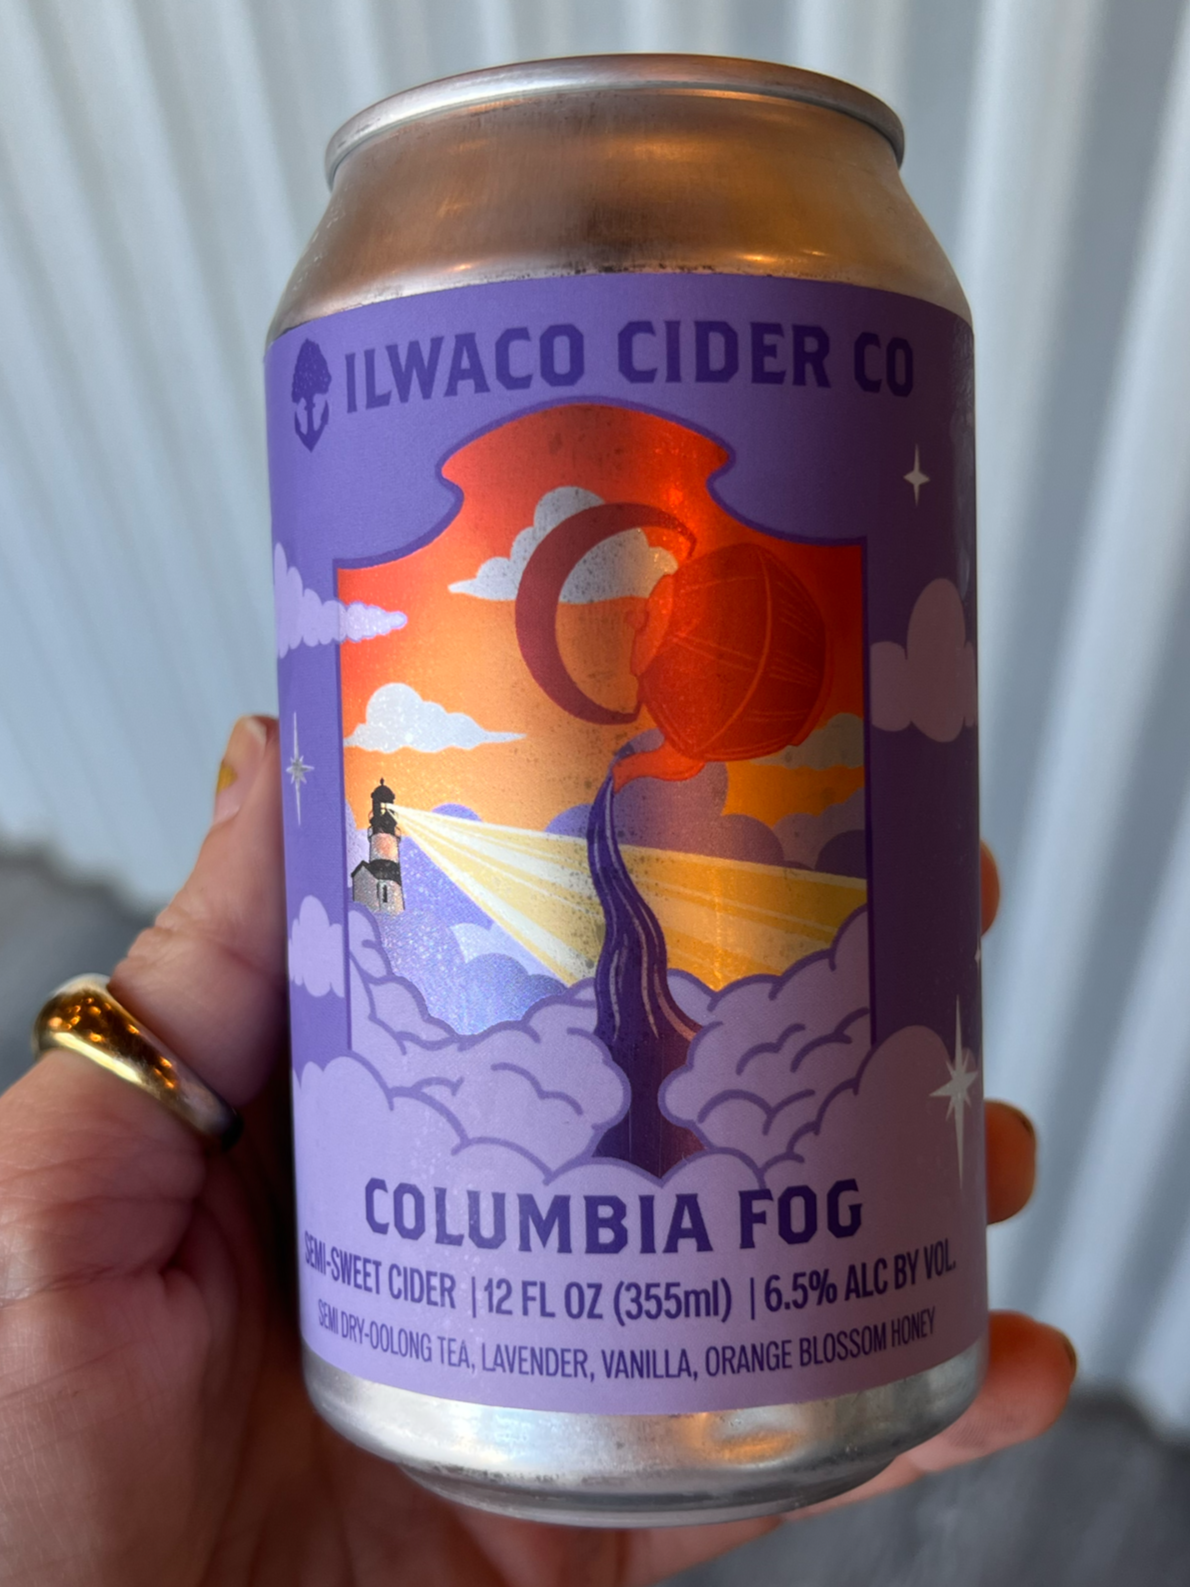 ILWACO CIDER CO
COLUMBIA FOG
SEMI-SWEET CIDER | 12 FL OZ (355ml) | 6.5% ALC BY VOL.
SEMI DRY-OOLONG TEA, LAVENDER, VANILLA, ORANGE BLOSSOM HONEY